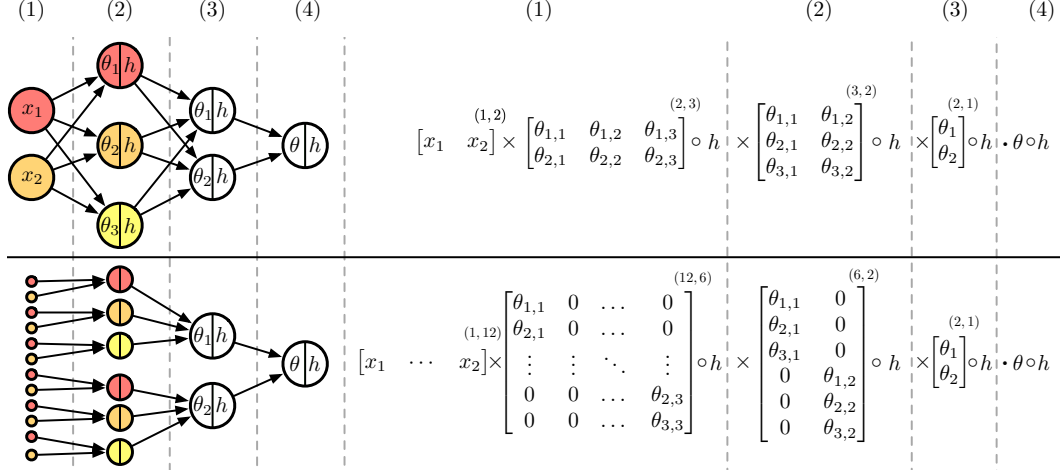 (1) (2) (3) (4) (1) (2) (3) (4)
θ₁ h
x₁ θ₁ h
θ₂ h θ h
x₂ θ₂ h
θ₃ h
(1, 2) (2, 3) (3, 2) (2, 1)
[x₁ x₂] × [θ₁,₁ θ₁,₂ θ₁,₃ ∘ h × [θ₁,₁ θ₁,₂ ∘ h × [θ₁ ∘ h · θ ∘ h
θ₂,₁ θ₂,₂ θ₂,₃] θ₂,₁ θ₂,₂ θ₂]
θ₃,₁ θ₃,₂]
θ₁ h
θ h
θ₂ h
(1, 12) (12, 6) (6, 2) (2, 1)
[x₁ ⋯ x₂] × [θ₁,₁ 0 … 0 ∘ h × [θ₁,₁ 0 ∘ h × [θ₁ ∘ h · θ ∘ h
θ₂,₁ 0 … 0 θ₂,₁ 0 θ₂]
⋮ ⋮ ⋱ ⋮ θ₃,₁ 0
0 0 … θ₂,₃ 0 θ₁,₂
0 0 … θ₃,₃] 0 θ₂,₂
0 θ₃,₂]